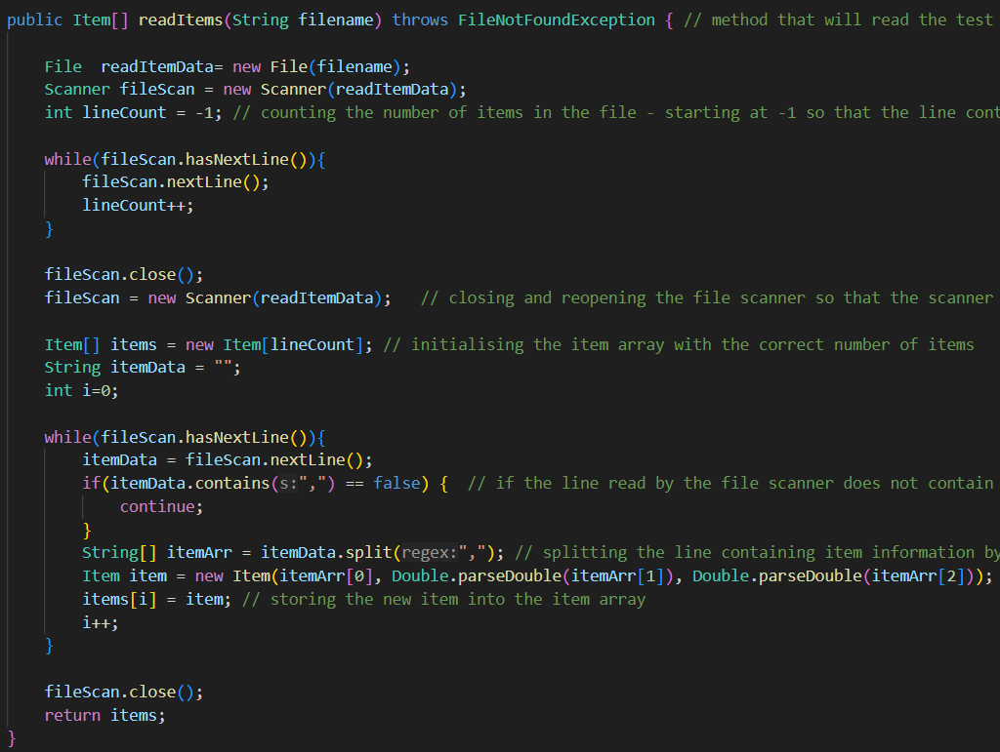 public Item[] readItems(String filename) throws FileNotFoundException { // method that will read the test
File  readItemData= new File(filename);
Scanner fileScan = new Scanner(readItemData);
int lineCount = -1; // counting the number of items in the file - starting at -1 so that the line cont
while(fileScan.hasNextLine()){
fileScan.nextLine();
lineCount++;
}
fileScan.close();
fileScan = new Scanner(readItemData);   // closing and reopening the file scanner so that the scanner
Item[] items = new Item[lineCount]; // initialising the item array with the correct number of items
String itemData = "";
int i=0;
while(fileScan.hasNextLine()){
itemData = fileScan.nextLine();
if(itemData.contains(s:",") == false) {  // if the line read by the file scanner does not contain
continue;
}
String[] itemArr = itemData.split(regex:","); // splitting the line containing item information by
Item item = new Item(itemArr[0], Double.parseDouble(itemArr[1]), Double.parseDouble(itemArr[2]));
items[i] = item; // storing the new item into the item array
i++;
}
fileScan.close();
return items;
}